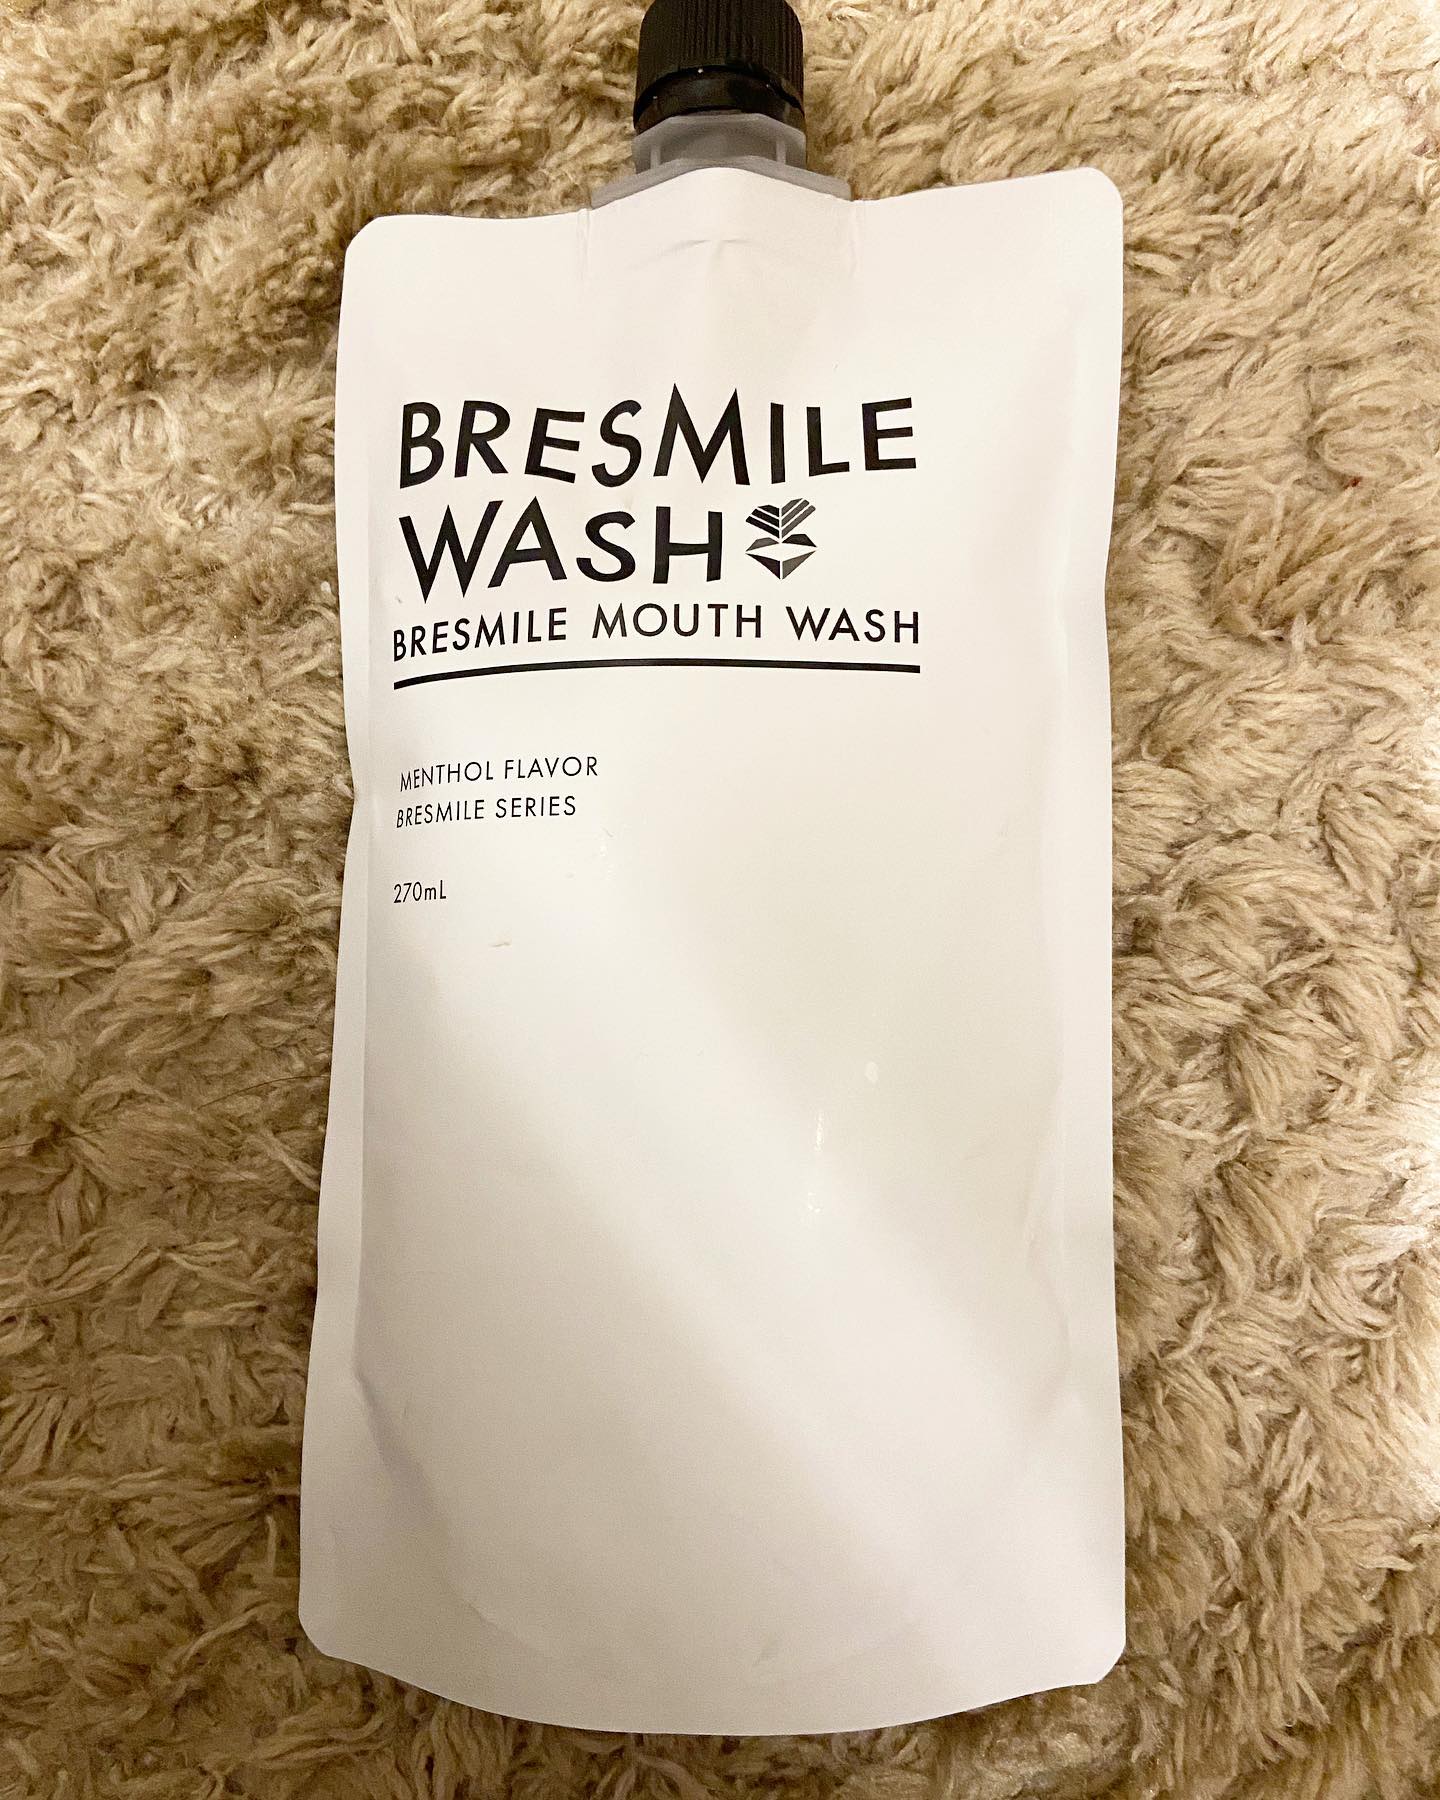 BRESMILE
WASH
BRESMILE MOUTH WASH
MENTHOL FLAVOR
BRESMILE SERIES
270mL